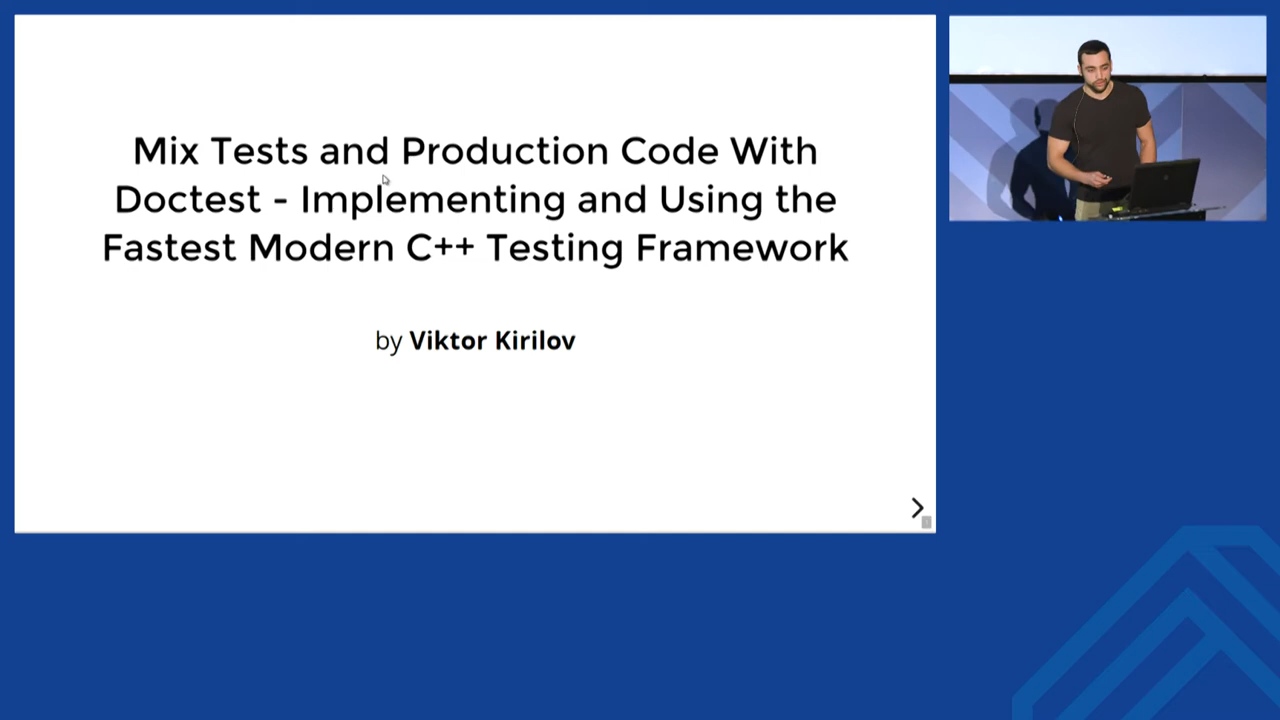 Mix Tests and Production Code With
Doctest - Implementing and Using the
Fastest Modern C++ Testing Framework
by Viktor Kirilov